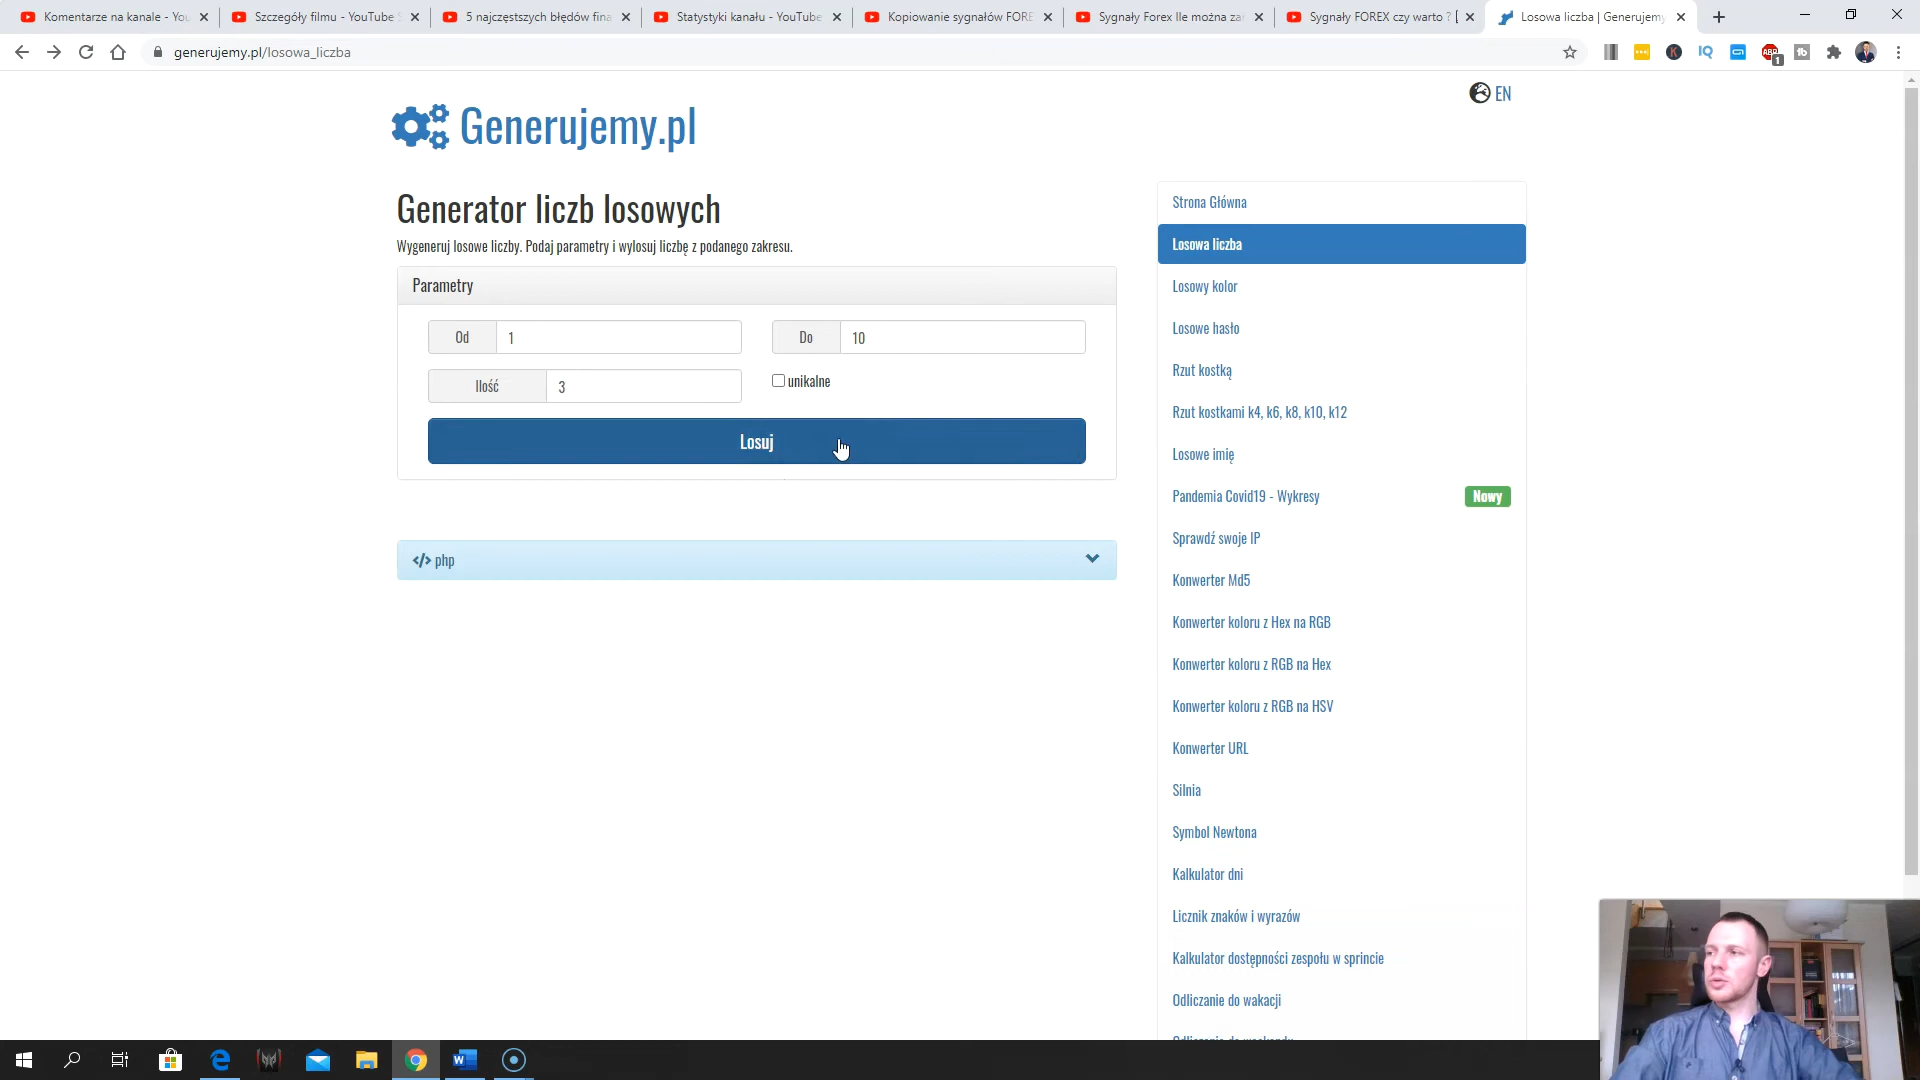 Komentarze na kanale - You
Szczegóły filmu - YouTube S
5 najczęstszych błędów fina
Statystyki kanału - YouTube
Kopiowanie sygnałów FORE
Sygnały Forex Ile można za
Sygnały FOREX czy warto ? [
Losowa liczba | Generujemy
generujemy.pl/losowa_liczba
EN
Generujemy.pl
Generator liczb losowych
Wygeneruj losowe liczby. Podaj parametry i wylosuj liczbę z podanego zakresu.
Parametry
Od 1
Do 10
Ilość 3
unikalne
Losuj
</> php
Strona Główna
Losowa liczba
Losowy kolor
Losowe hasło
Rzut kostką
Rzut kostkami k4, k6, k8, k10, k12
Losowe imię
Pandemia Covid19 - Wykresy Nowy
Sprawdź swoje IP
Konwerter Md5
Konwerter koloru z Hex na RGB
Konwerter koloru z RGB na Hex
Konwerter koloru z RGB na HSV
Konwerter URL
Silnia
Symbol Newtona
Kalkulator dni
Licznik znaków i wyrazów
Kalkulator dostępności zespołu w sprincie
Odliczanie do wakacji